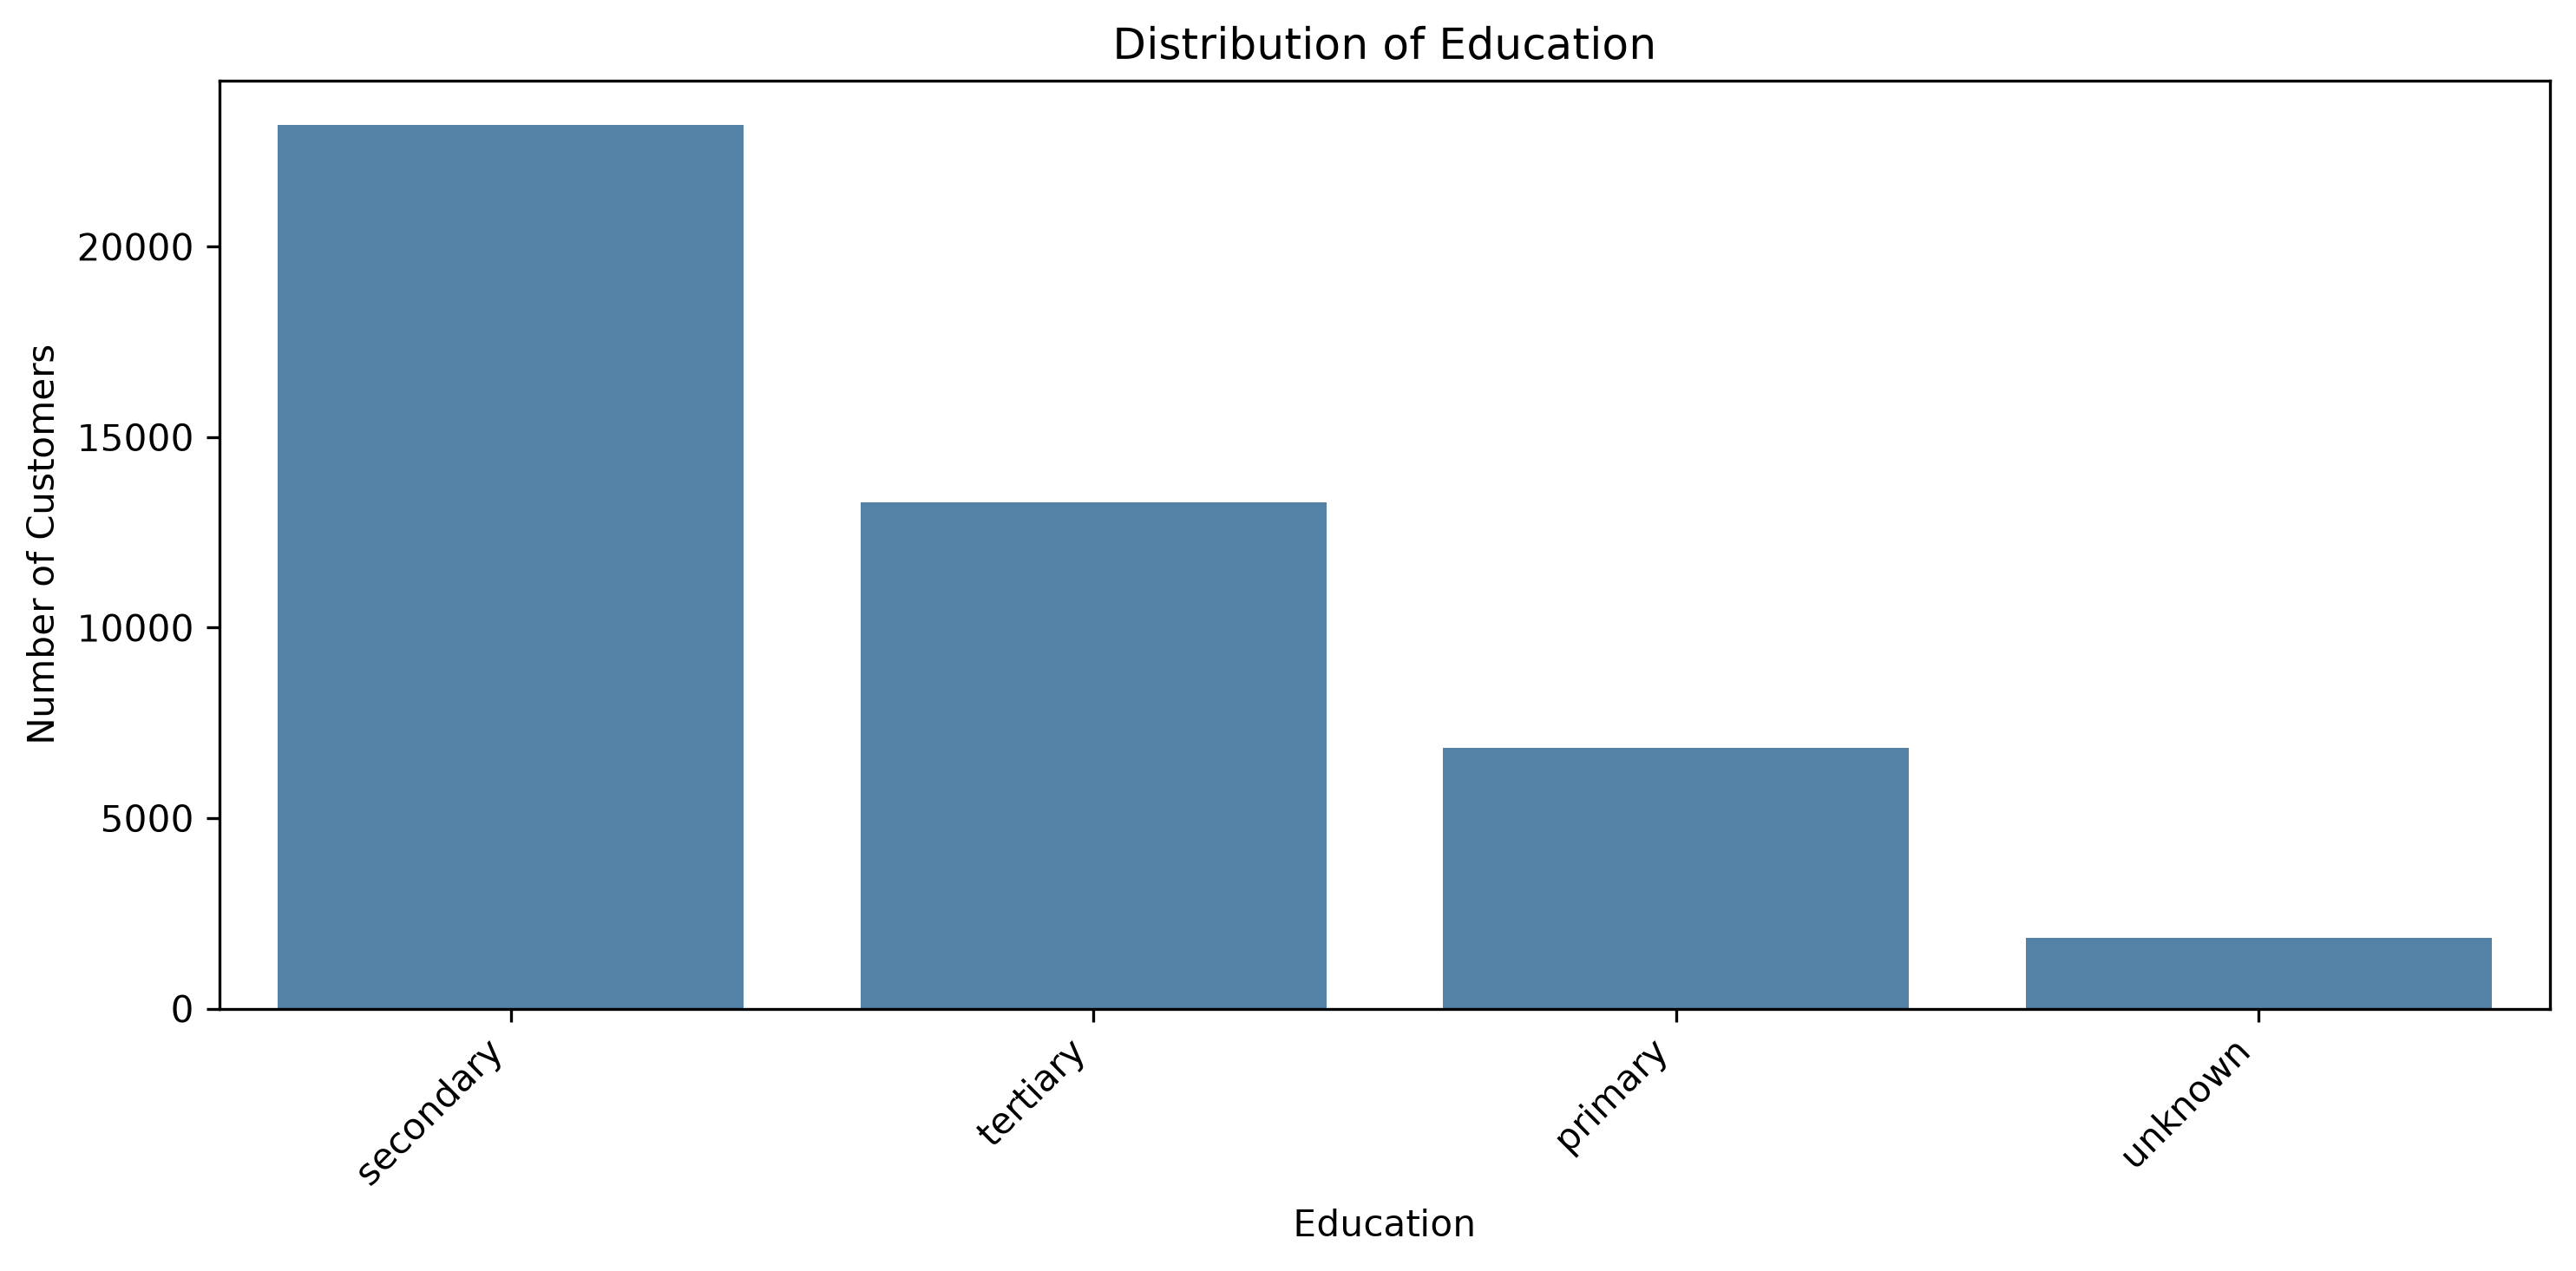 Distribution of Education
Number of Customers
20000
15000
10000
5000
0
secondary
tertiary
primary
unknown
Education